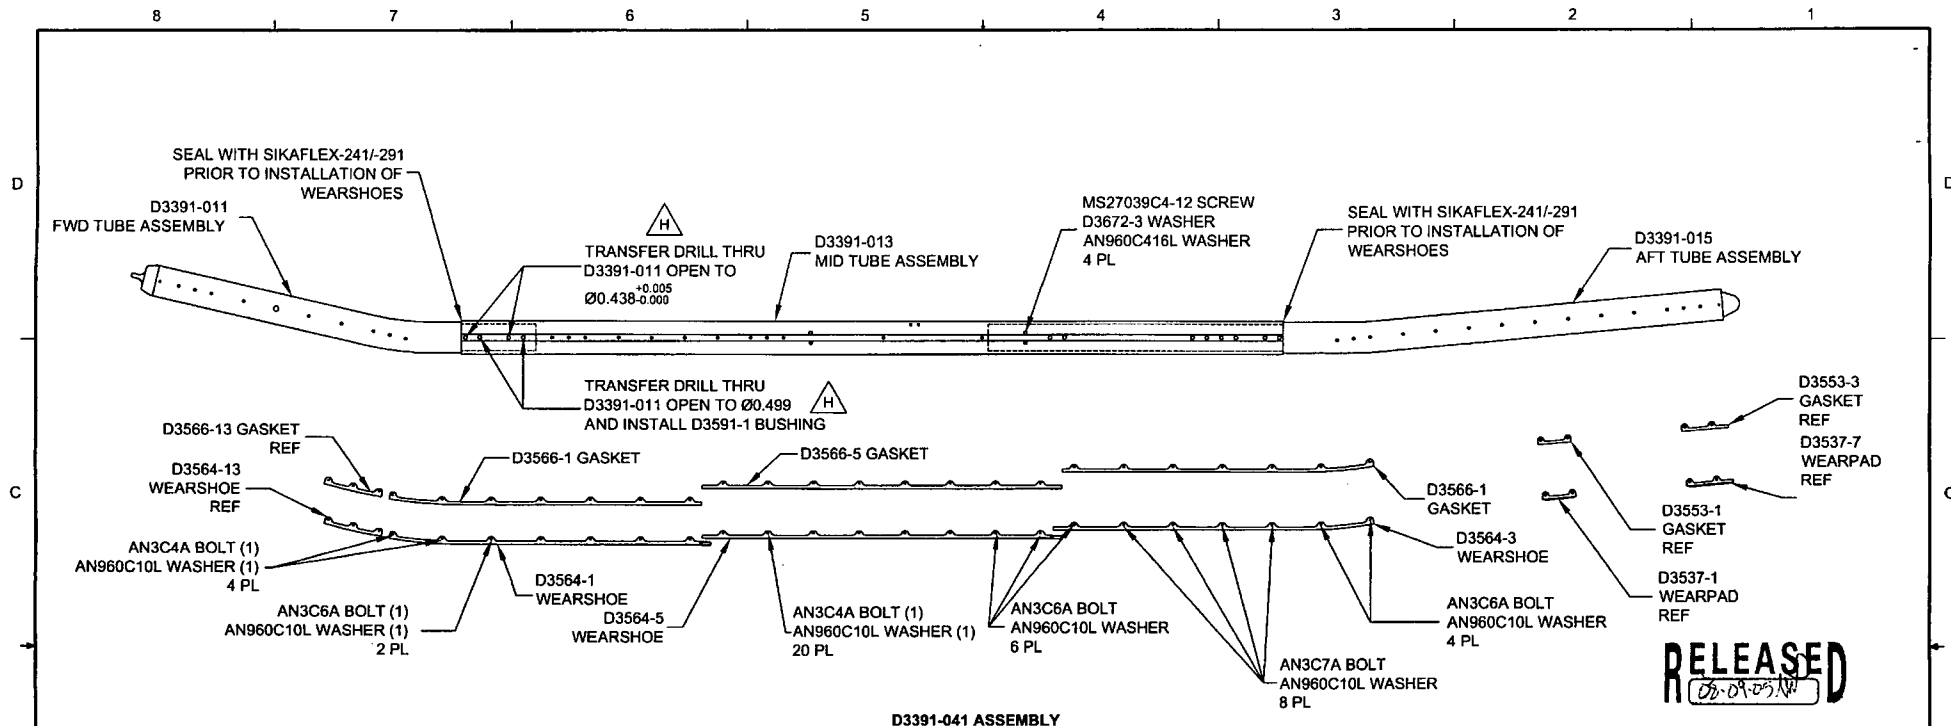 8 7 6 5 4 3 2 1
D
D
C
C
SEAL WITH SIKAFLEX-241/-291
PRIOR TO INSTALLATION OF
WEARSHOES
D3391-011
FWD TUBE ASSEMBLY
H
TRANSFER DRILL THRU
D3391-011 OPEN TO
Ø0.438 +0.005 -0.000
D3391-013
MID TUBE ASSEMBLY
MS27039C4-12 SCREW
D3672-3 WASHER
AN960C416L WASHER
4 PL
SEAL WITH SIKAFLEX-241/-291
PRIOR TO INSTALLATION OF
WEARSHOES
D3391-015
AFT TUBE ASSEMBLY
TRANSFER DRILL THRU
D3391-011 OPEN TO Ø0.499
AND INSTALL D3591-1 BUSHING
H
D3566-13 GASKET
REF
D3564-13
WEARSHOE
REF
D3566-1 GASKET
D3566-5 GASKET
D3566-1
GASKET
D3564-3
WEARSHOE
D3553-3
GASKET
REF
D3537-7
WEARPAD
REF
D3553-1
GASKET
REF
D3537-1
WEARPAD
REF
AN3C4A BOLT (1)
AN960C10L WASHER (1)
4 PL
AN3C6A BOLT (1)
AN960C10L WASHER (1)
2 PL
D3564-1
WEARSHOE
D3564-5
WEARSHOE
AN3C4A BOLT (1)
AN960C10L WASHER (1)
20 PL
AN3C6A BOLT
AN960C10L WASHER
6 PL
AN3C7A BOLT
AN960C10L WASHER
8 PL
AN3C6A BOLT
AN960C10L WASHER
4 PL
RELEASED
D3391-041 ASSEMBLY